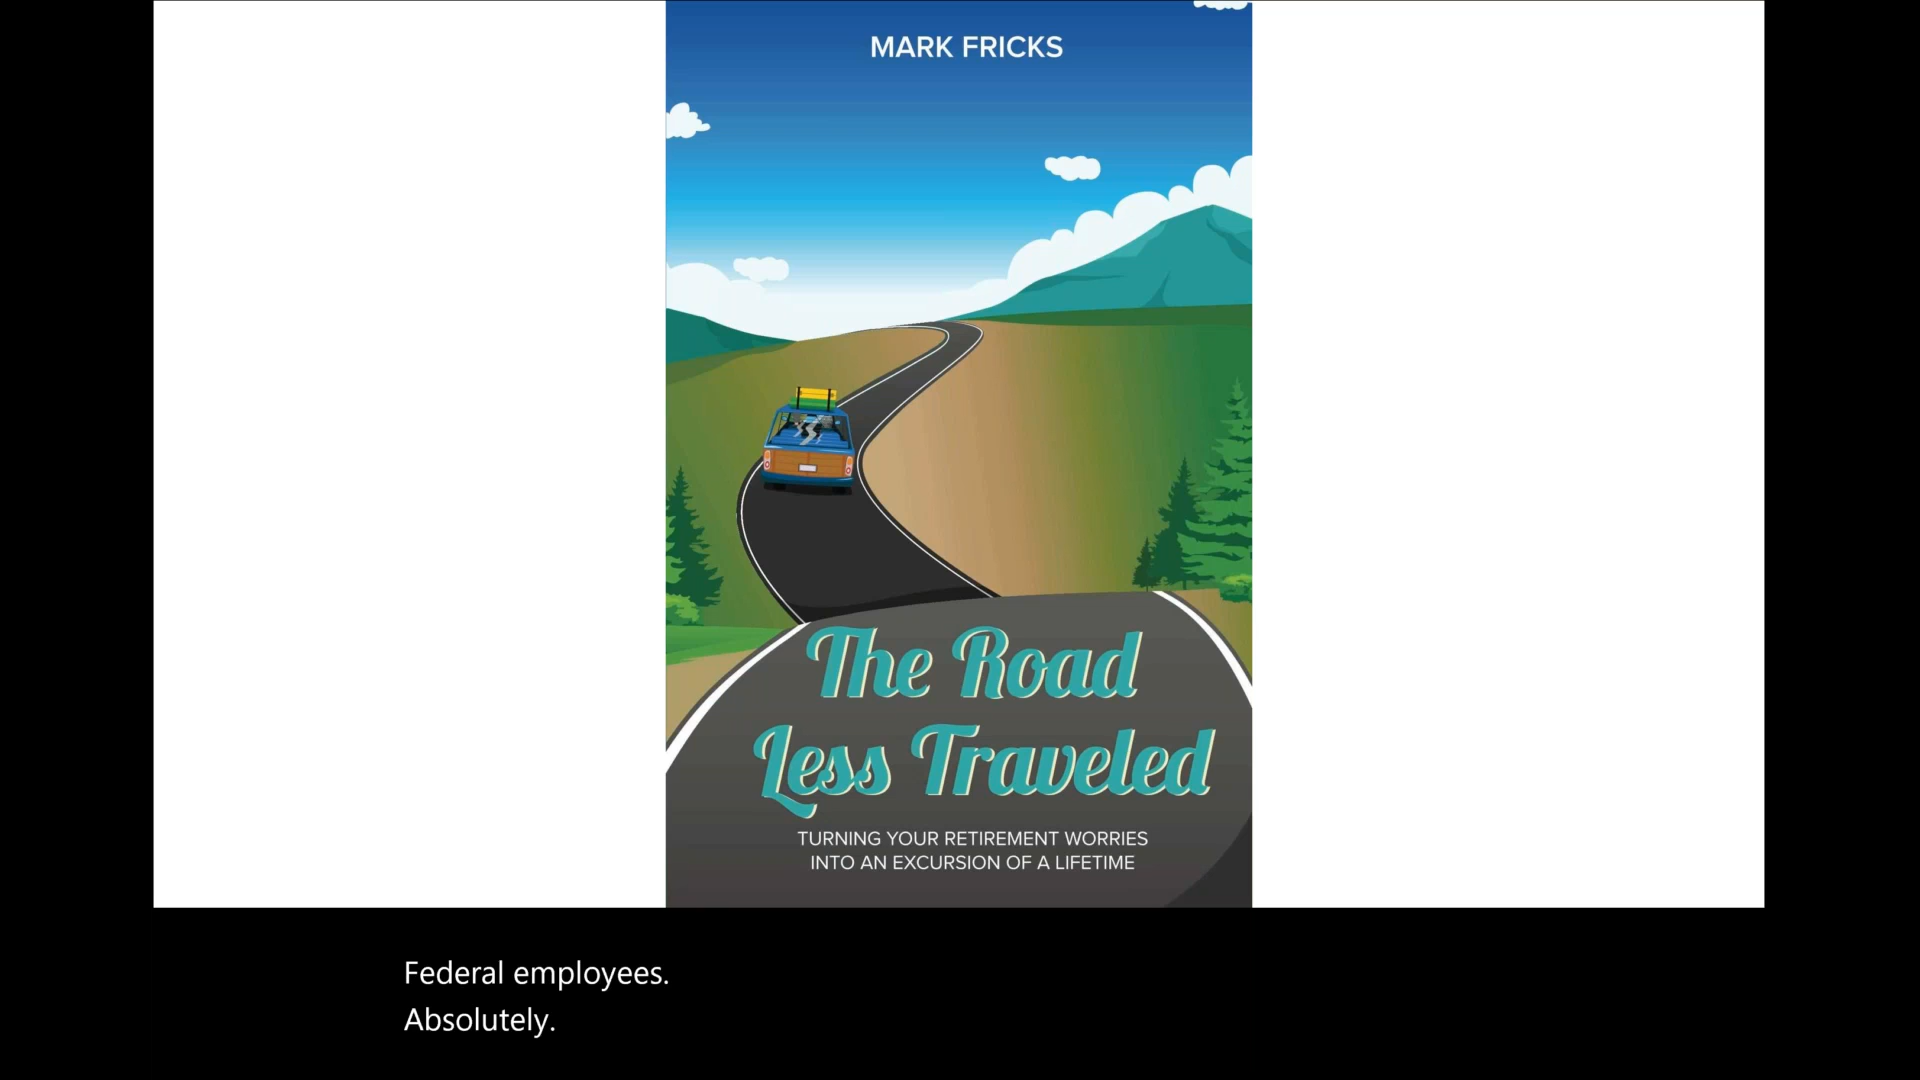 MARK FRICKS
The Road
Less Traveled
TURNING YOUR RETIREMENT WORRIES
INTO AN EXCURSION OF A LIFETIME
Federal employees.
Absolutely.